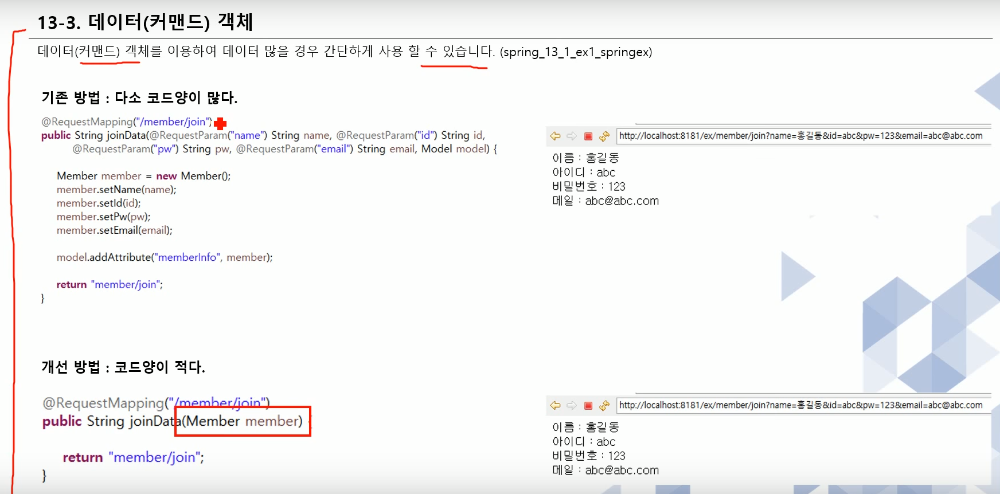 13-3. 데이터(커맨드) 객체
데이터(커맨드) 객체를 이용하여 데이터 많을 경우 간단하게 사용 할 수 있습니다. (spring_13_1_ex1_springex)
기존 방법 : 다소 코드양이 많다.
@RequestMapping("/member/join")
public String joinData(@RequestParam("name") String name, @RequestParam("id") String id,
@RequestParam("pw") String pw, @RequestParam("email") String email, Model model) {
Member member = new Member();
member.setName(name);
member.setId(id);
member.setPw(pw);
member.setEmail(email);
model.addAttribute("memberInfo", member);
return "member/join";
}
http://localhost:8181/ex/member/join?name=홍길동&id=abc&pw=123&email=abc@abc.com
이름 : 홍길동
아이디 : abc
비밀번호 : 123
메일 : abc@abc.com
개선 방법 : 코드양이 적다.
@RequestMapping("/member/join")
public String joinData(Member member) {
return "member/join";
}
http://localhost:8181/ex/member/join?name=홍길동&id=abc&pw=123&email=abc@abc.com
이름 : 홍길동
아이디 : abc
비밀번호 : 123
메일 : abc@abc.com